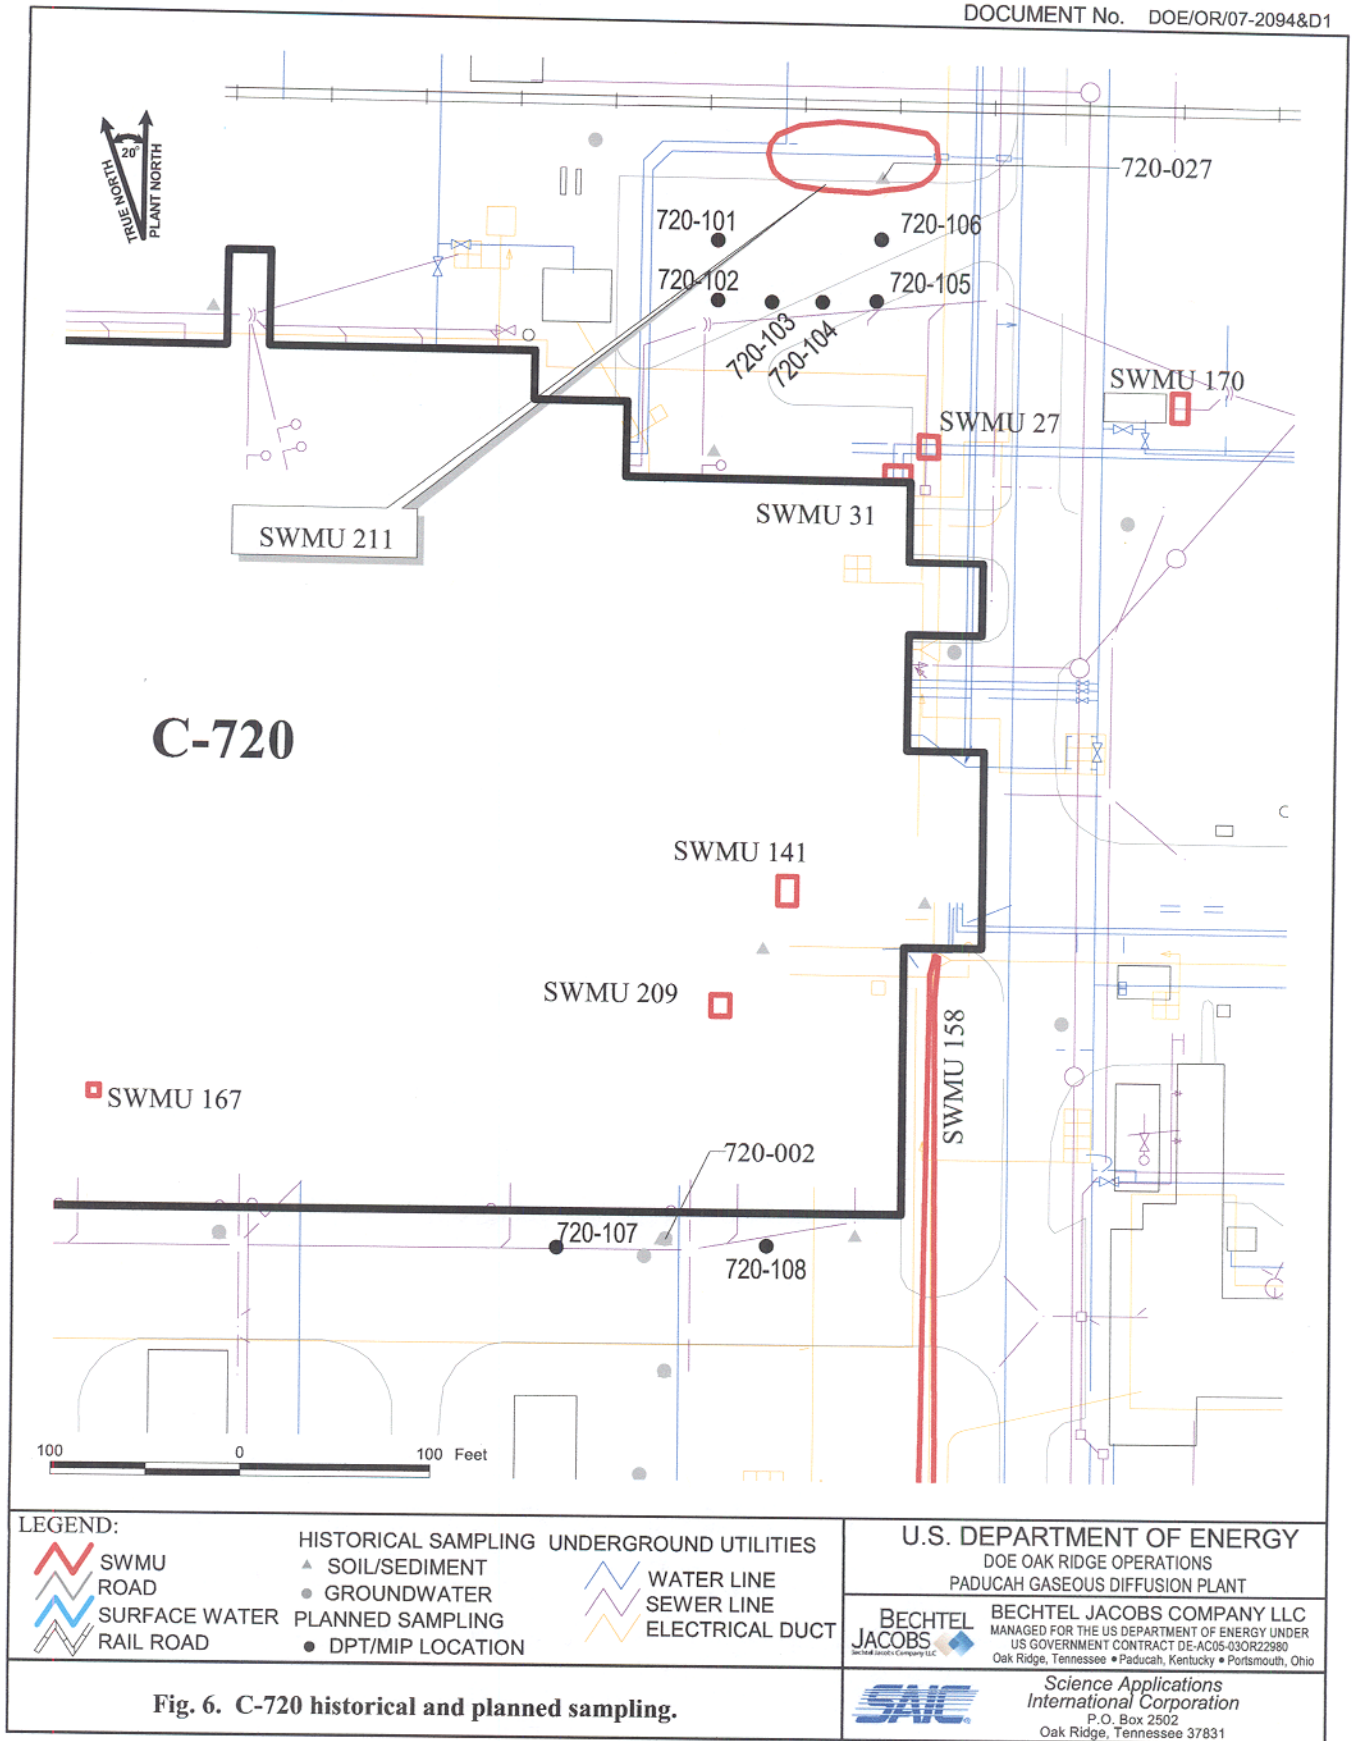 DOCUMENT No. DOE/OR/07-2094&D1
20°
TRUE NORTH
PLANT NORTH
720-027
720-101
720-106
720-102
720-105
720-103
720-104
SWMU 170
SWMU 27
SWMU 31
SWMU 211
C-720
SWMU 141
SWMU 209
SWMU 158
SWMU 167
720-002
720-107
720-108
100 0 100 Feet
LEGEND:
SWMU
ROAD
SURFACE WATER
RAIL ROAD
HISTORICAL SAMPLING
SOIL/SEDIMENT
GROUNDWATER
PLANNED SAMPLING
DPT/MIP LOCATION
UNDERGROUND UTILITIES
WATER LINE
SEWER LINE
ELECTRICAL DUCT
U.S. DEPARTMENT OF ENERGY
DOE OAK RIDGE OPERATIONS
PADUCAH GASEOUS DIFFUSION PLANT
BECHTEL
JACOBS
Bechtel Jacobs Company LLC
BECHTEL JACOBS COMPANY LLC
MANAGED FOR THE US DEPARTMENT OF ENERGY UNDER
US GOVERNMENT CONTRACT DE-AC05-03OR22980
Oak Ridge, Tennessee • Paducah, Kentucky • Portsmouth, Ohio
SAIC
Science Applications
International Corporation
P.O. Box 2502
Oak Ridge, Tennessee 37831
Fig. 6. C-720 historical and planned sampling.